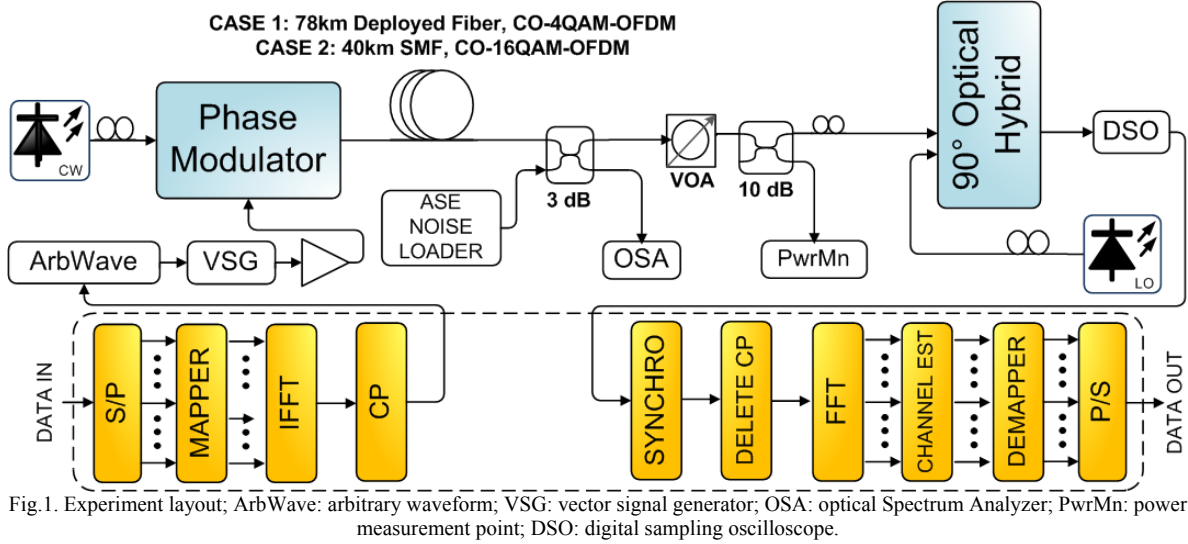 CASE 1: 78km Deployed Fiber, CO-4QAM-OFDM
CASE 2: 40km SMF, CO-16QAM-OFDM
CW
Phase
Modulator
ASE
NOISE
LOADER
3 dB
OSA
VOA
10 dB
PwrMn
90° Optical
Hybrid
DSO
LO
ArbWave
VSG
DATA IN
S/P
MAPPER
IFFT
CP
SYNCHRO
DELETE CP
FFT
CHANNEL EST
DEMAPPER
P/S
DATA OUT
Fig.1. Experiment layout; ArbWave: arbitrary waveform; VSG: vector signal generator; OSA: optical Spectrum Analyzer; PwrMn: power
measurement point; DSO: digital sampling oscilloscope.